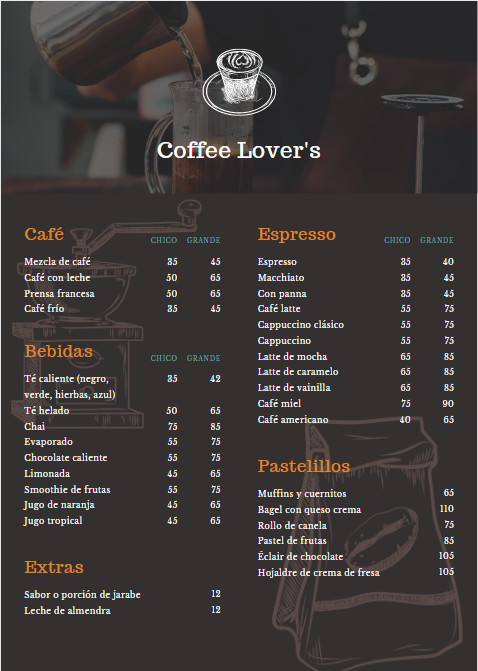 Coffee Lover's
Café CHICO GRANDE
Mezcla de café 35 45
Café con leche 50 65
Prensa francesa 50 65
Café frío 35 45
Bebidas CHICO GRANDE
Té caliente (negro, 35 42
verde, hierbas, azul)
Té helado 50 65
Chai 75 85
Evaporado 55 75
Chocolate caliente 55 75
Limonada 45 65
Smoothie de frutas 55 75
Jugo de naranja 45 65
Jugo tropical 45 65
Extras
Sabor o porción de jarabe 12
Leche de almendra 12
Espresso CHICO GRANDE
Espresso 35 40
Macchiato 35 45
Con panna 35 45
Café latte 55 75
Cappuccino clásico 55 75
Cappuccino 55 75
Latte de mocha 65 85
Latte de caramelo 65 85
Latte de vainilla 65 85
Café miel 75 90
Café americano 40 65
Pastelillos
Muffins y cuernitos 65
Bagel con queso crema 110
Rollo de canela 75
Pastel de frutas 85
Éclair de chocolate 105
Hojaldre de crema de fresa 105